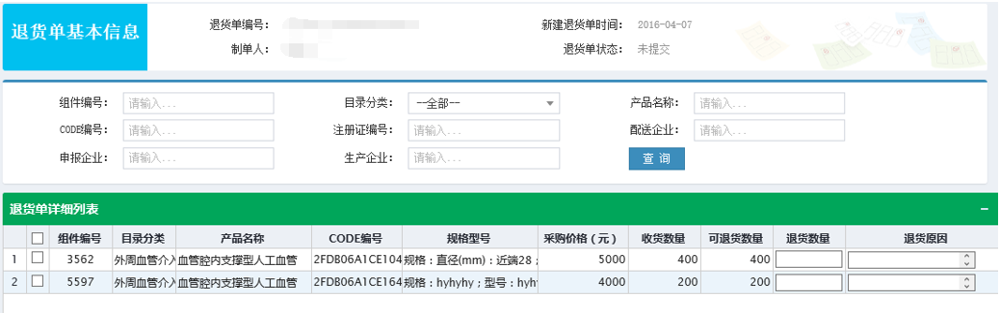 退货单基本信息
退货单编号： 新建退货单时间： 2016-04-07
制单人： 退货单状态： 未提交
组件编号： 请输入... 目录分类： --全部-- 产品名称： 请输入...
CODE编号： 请输入... 注册证编号： 请输入... 配送企业： 请输入...
申报企业： 请输入... 生产企业： 请输入... 查 询
退货单详细列表
组件编号 目录分类 产品名称 CODE编号 规格型号 采购价格（元） 收货数量 可退货数量 退货数量 退货原因
1 3562 外周血管介入 血管腔内支撑型人工血管 2FDB06A1CE104 规格：直径(mm)：近端28； 5000 400 400
2 5597 外周血管介入 血管腔内支撑型人工血管 2FDB06A1CE164 规格：hyhyhy；型号：hyh 4000 200 200